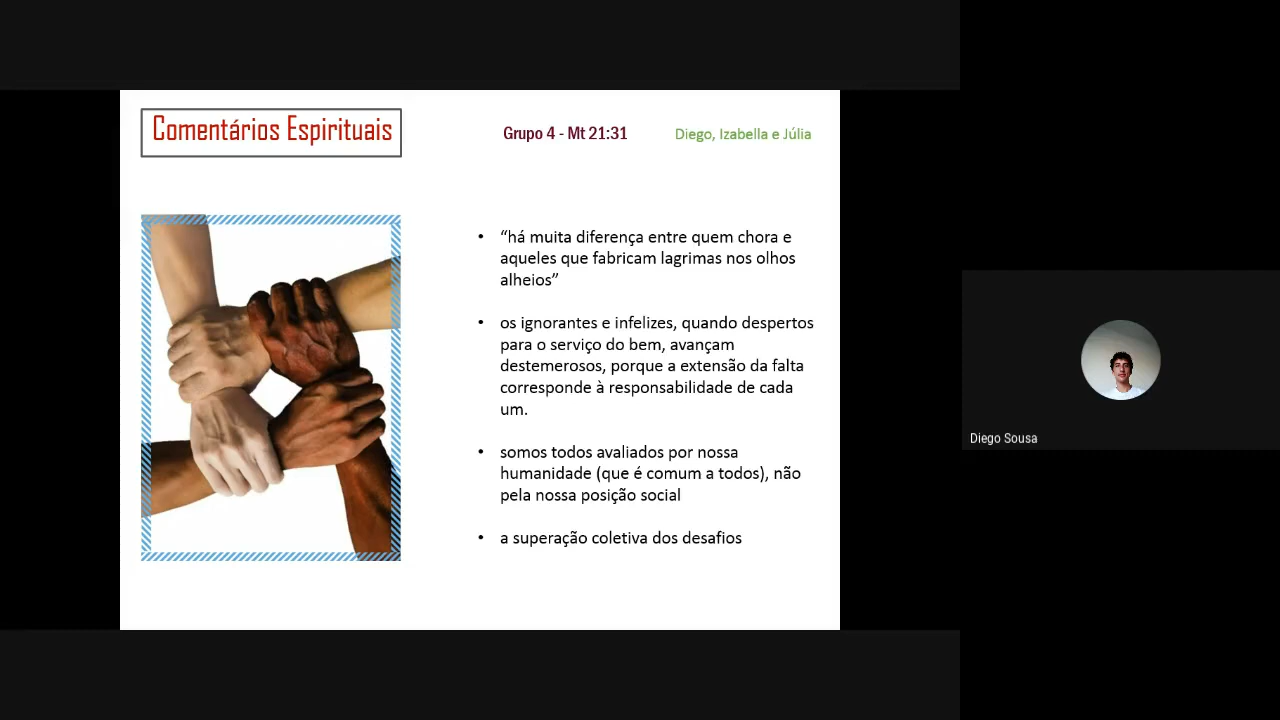 Comentários Espirituais
Grupo 4 - Mt 21:31
Diego, Izabella e Júlia
• “há muita diferença entre quem chora e
aqueles que fabricam lagrimas nos olhos
alheios”
• os ignorantes e infelizes, quando despertos
para o serviço do bem, avançam
destemerosos, porque a extensão da falta
corresponde à responsabilidade de cada
um.
• somos todos avaliados por nossa
humanidade (que é comum a todos), não
pela nossa posição social
• a superação coletiva dos desafios
Diego Sousa